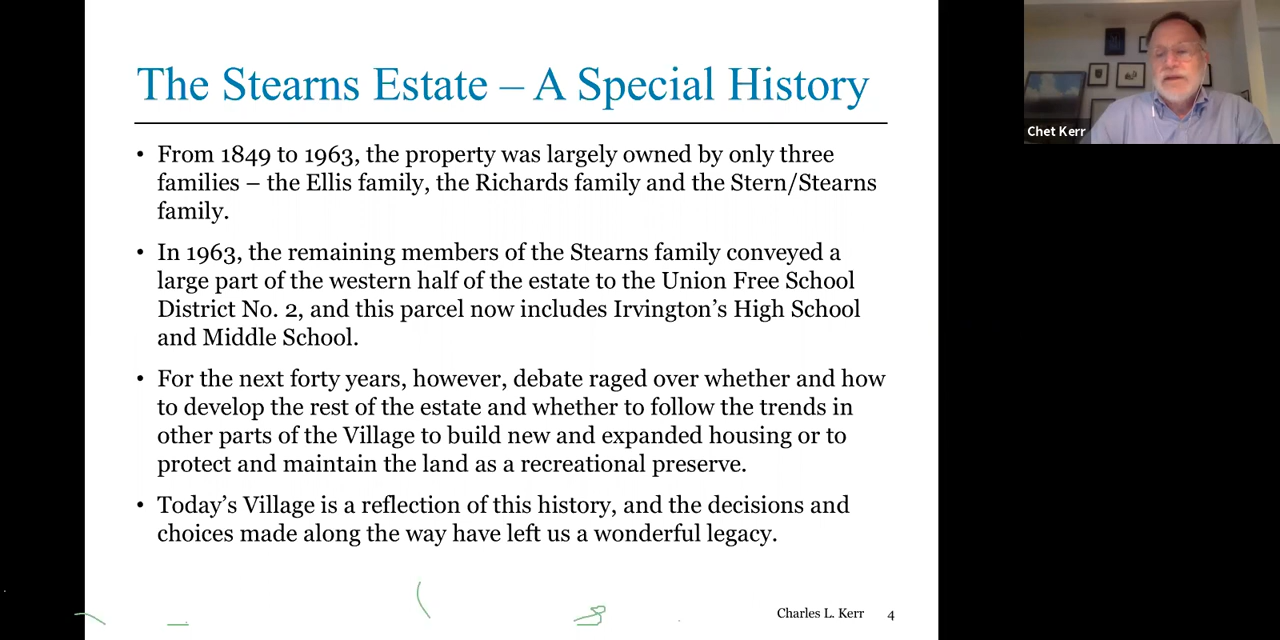 The Stearns Estate – A Special History
• From 1849 to 1963, the property was largely owned by only three
families – the Ellis family, the Richards family and the Stern/Stearns
family.
• In 1963, the remaining members of the Stearns family conveyed a
large part of the western half of the estate to the Union Free School
District No. 2, and this parcel now includes Irvington’s High School
and Middle School.
• For the next forty years, however, debate raged over whether and how
to develop the rest of the estate and whether to follow the trends in
other parts of the Village to build new and expanded housing or to
protect and maintain the land as a recreational preserve.
• Today’s Village is a reflection of this history, and the decisions and
choices made along the way have left us a wonderful legacy.
Charles L. Kerr 4
Chet Kerr